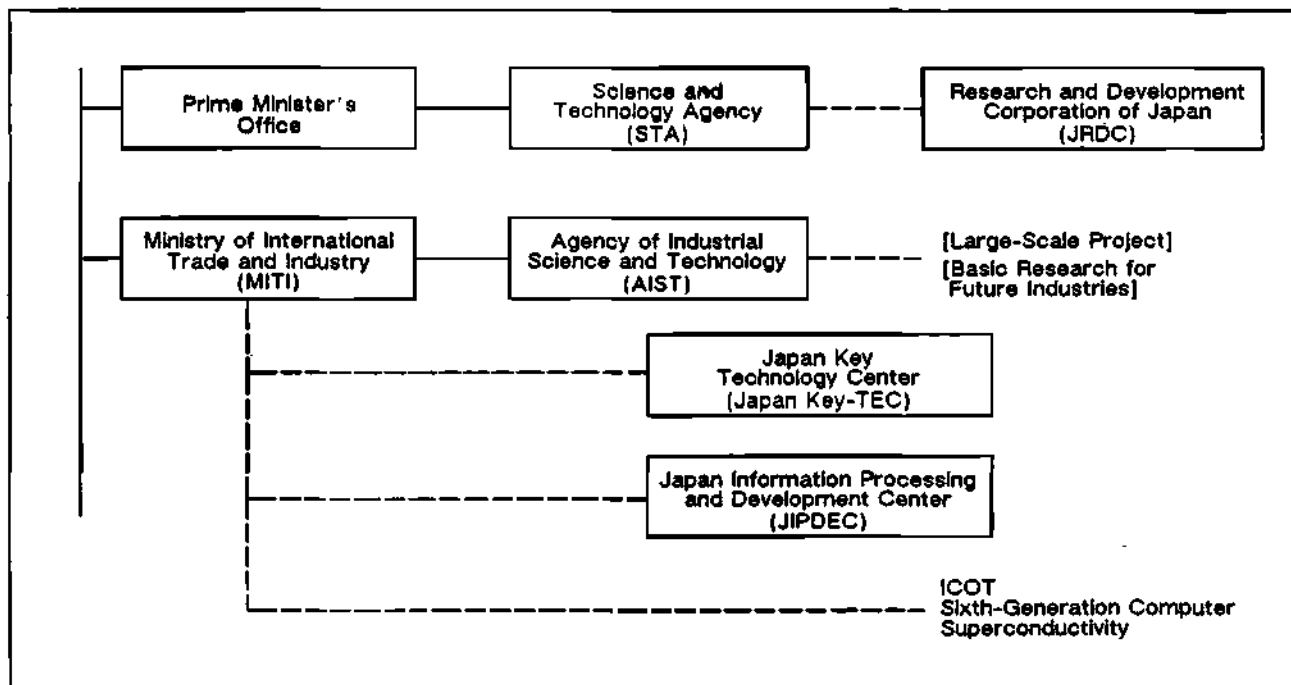 Prime Minister's
Office
Science and
Technology Agency
(STA)
Research and Development
Corporation of Japan
(JRDC)
Ministry of International
Trade and Industry
(MITI)
Agency of Industrial
Science and Technology
(AIST)
[Large-Scale Project]
[Basic Research for
Future Industries]
Japan Key
Technology Center
(Japan Key-TEC)
Japan Information Processing
and Development Center
(JIPDEC)
ICOT
Sixth-Generation Computer
Superconductivity